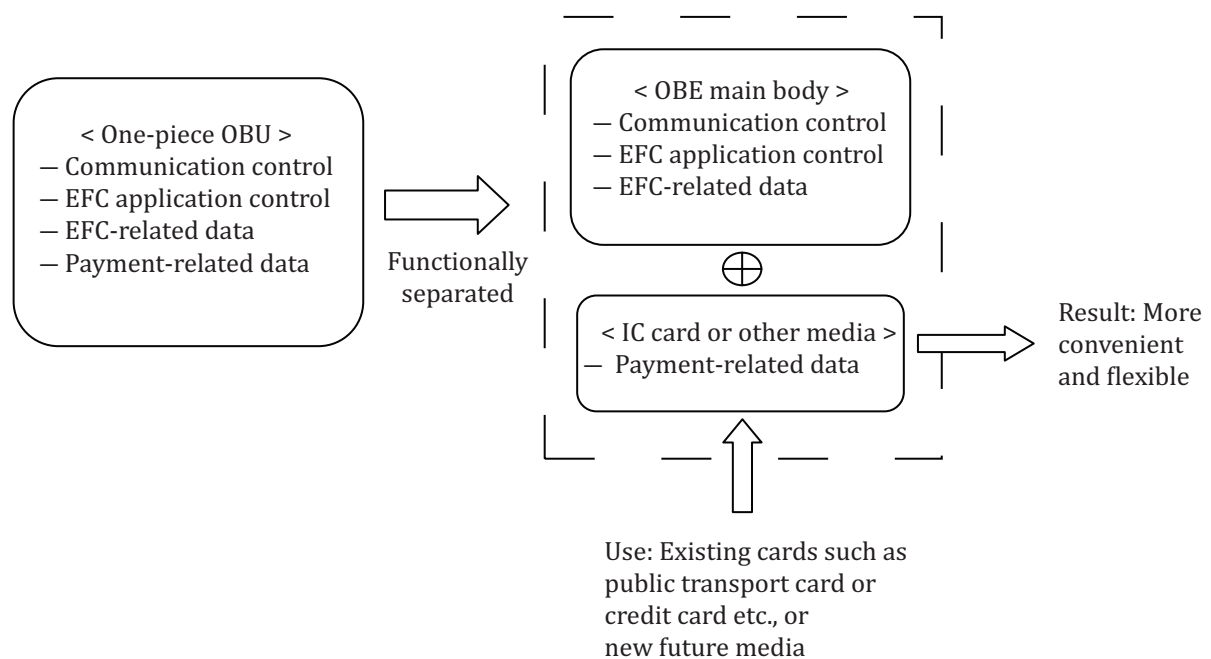 < One-piece OBU >
— Communication control
— EFC application control
— EFC-related data
— Payment-related data
Functionally
separated
< OBE main body >
— Communication control
— EFC application control
— EFC-related data
< IC card or other media >
— Payment-related data
Result: More
convenient
and flexible
Use: Existing cards such as
public transport card or
credit card etc., or
new future media